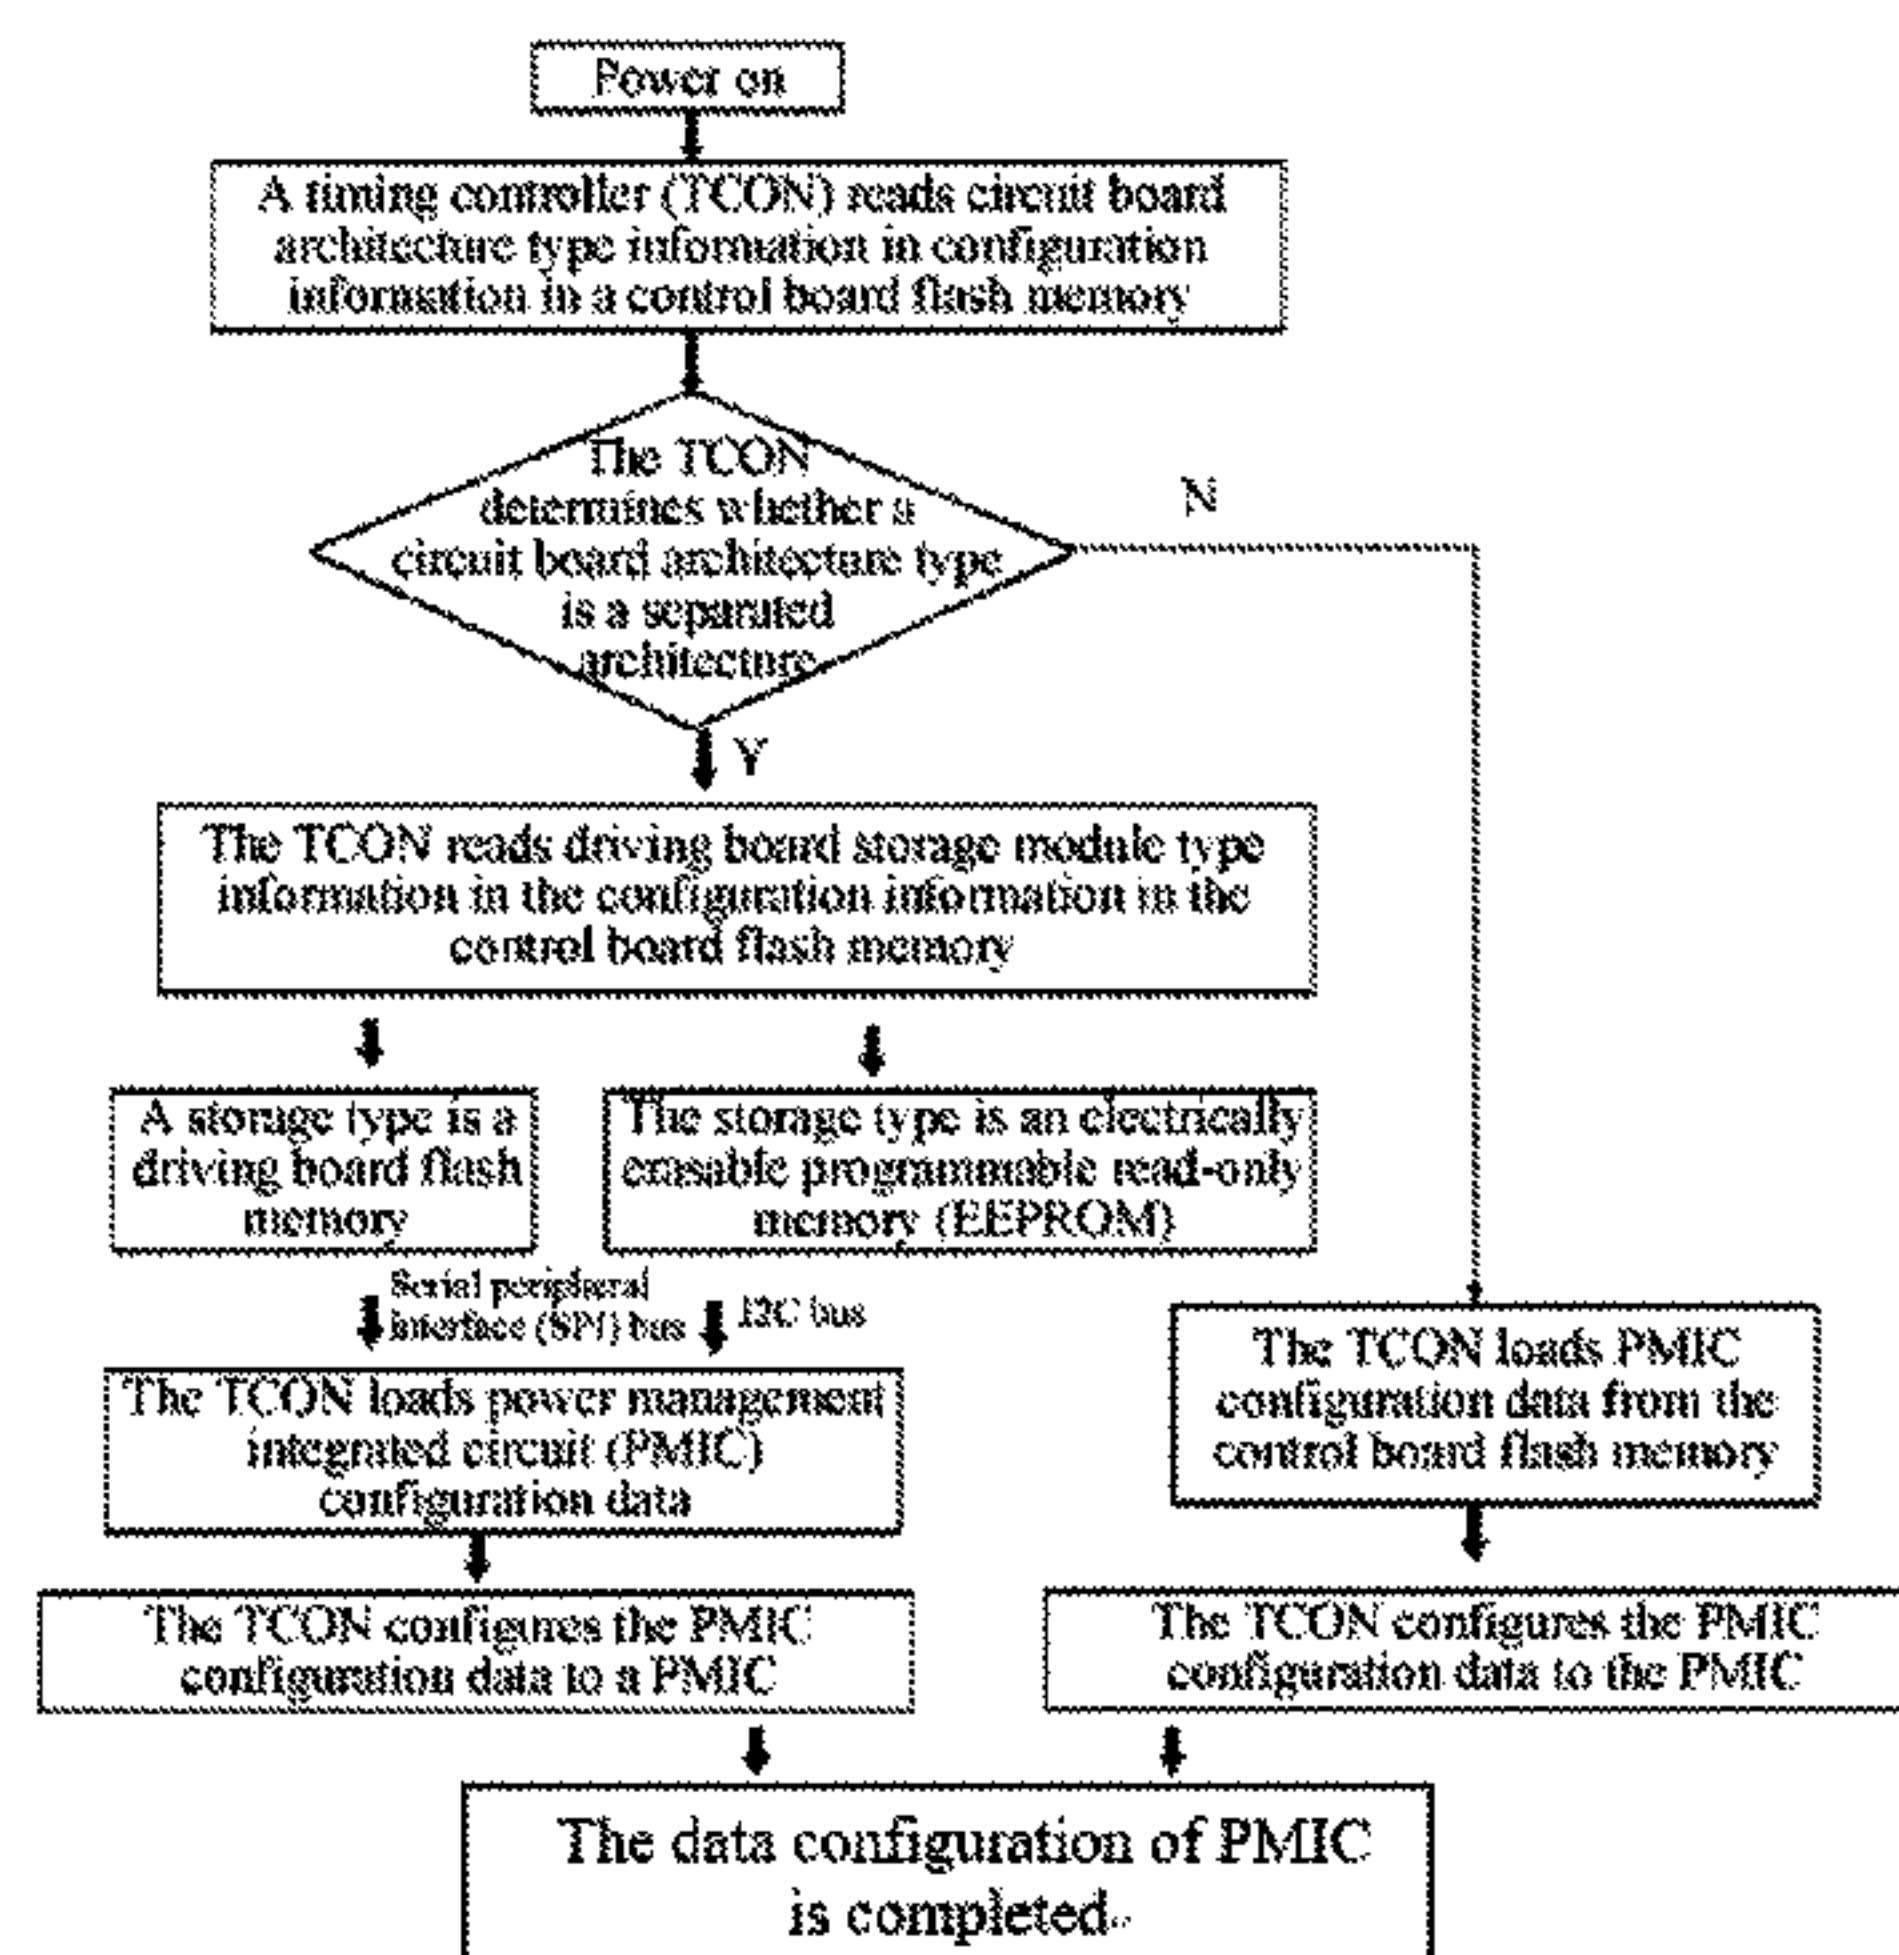 Power on
A timing controller (TCON) reads circuit board
architecture type information in configuration
information in a control board flash memory
The TCON
determines whether a
circuit board architecture type
is a separated
architecture
N
Y
The TCON reads driving board storage module type
information in the configuration information in the
control board flash memory
A storage type is a
driving board flash
memory
The storage type is an electrically
erasable programmable read-only
memory (EEPROM)
Serial peripheral
interface (SPI) bus
I2C bus
The TCON loads power management
integrated circuit (PMIC)
configuration data
The TCON loads PMIC
configuration data from the
control board flash memory
The TCON configures the PMIC
configuration data to a PMIC
The TCON configures the PMIC
configuration data to the PMIC
The data configuration of PMIC
is completed.